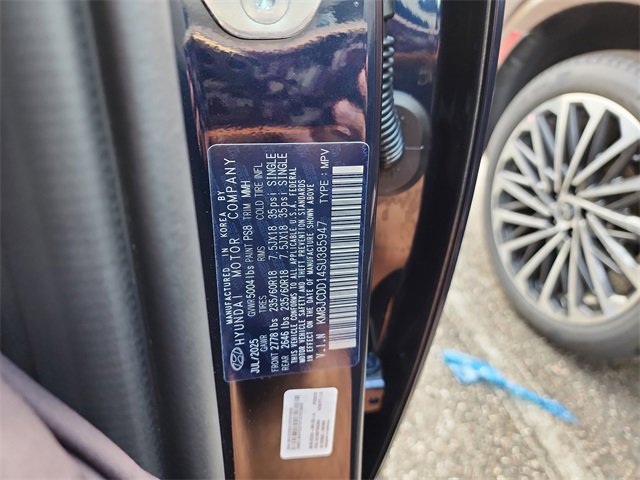 MANUFACTURED IN KOREA BY
HYUNDAI MOTOR COMPANY
JUL/2025 GVWR 5004 lbs PAINT PS8 TRIM MMH
GAWR TIRES RIMS COLD TIRE INFL
FRONT 2778 lbs 235/60R18 7.5JX18 35psi SINGLE
REAR 2646 lbs 235/60R18 7.5JX18 35psi SINGLE
THIS VEHICLE CONFORMS TO ALL APPLICABLE U.S. FEDERAL
MOTOR VEHICLE SAFETY AND THEFT PREVENTION STANDARDS
IN EFFECT ON THE DATE OF MANUFACTURE SHOWN ABOVE
V.I.N KM8JCDD14SU385947 TYPE: MPV